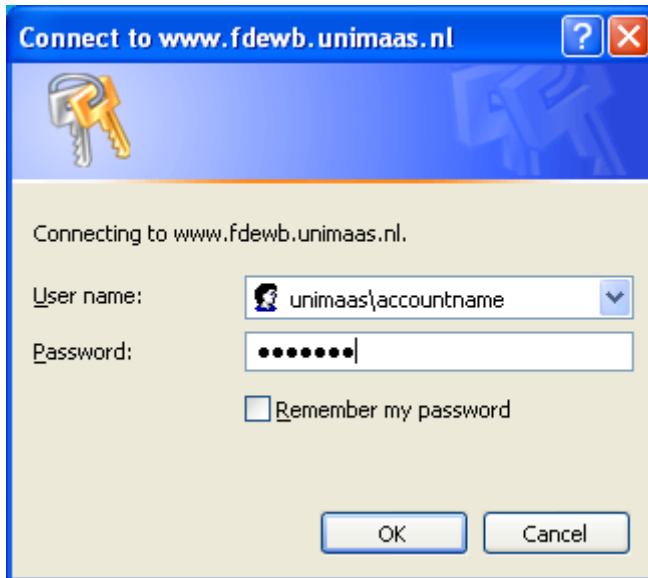 Connect to www.fdewb.unimaas.nl
Connecting to www.fdewb.unimaas.nl.
User name: unimaas\accountname
Password: •••••••
Remember my password
OK Cancel